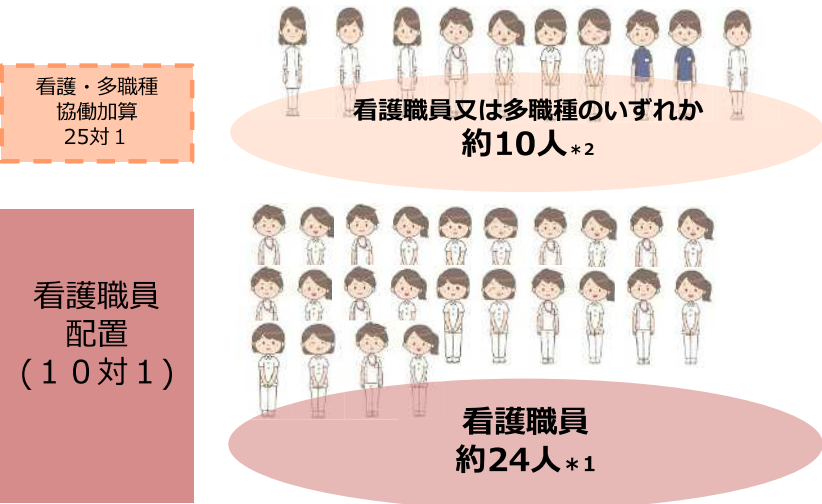 看護・多職種
協働加算
25対１
看護職員又は多職種のいずれか
約10人＊2
看護職員
配置
(１０対１)
看護職員
約24人＊1